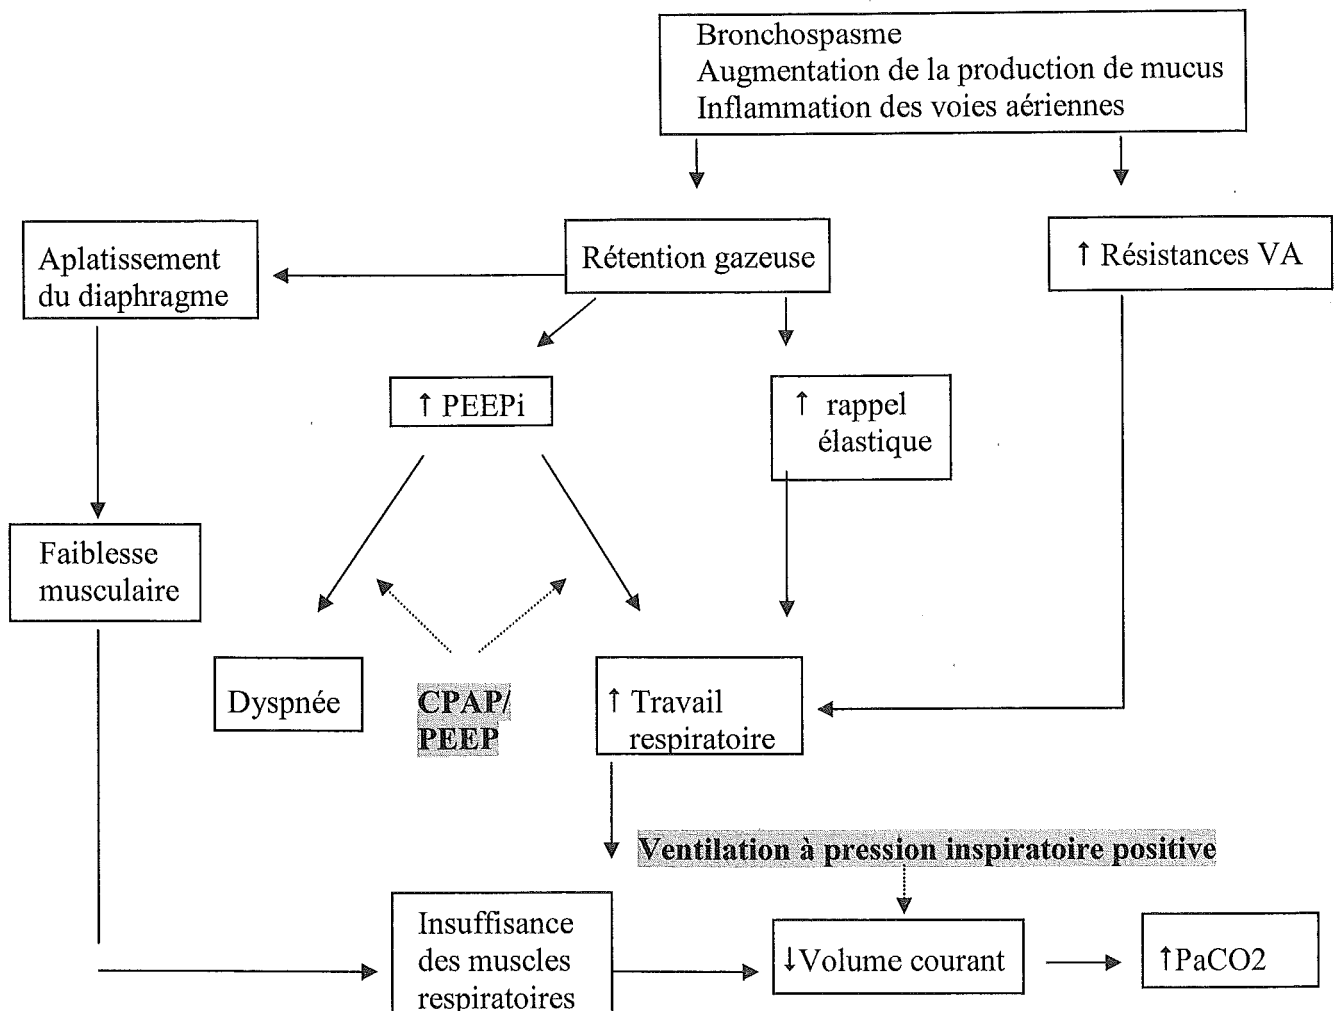 Bronchospasme
Augmentation de la production de mucus
Inflammation des voies aériennes
Aplatissement
du diaphragme
Rétention gazeuse
↑ Résistances VA
↑ PEEPi
↑ rappel
élastique
Faiblesse
musculaire
Dyspnée
CPAP/
PEEP
↑ Travail
respiratoire
Ventilation à pression inspiratoire positive
Insuffisance
des muscles
respiratoires
↓Volume courant
↑PaCO2